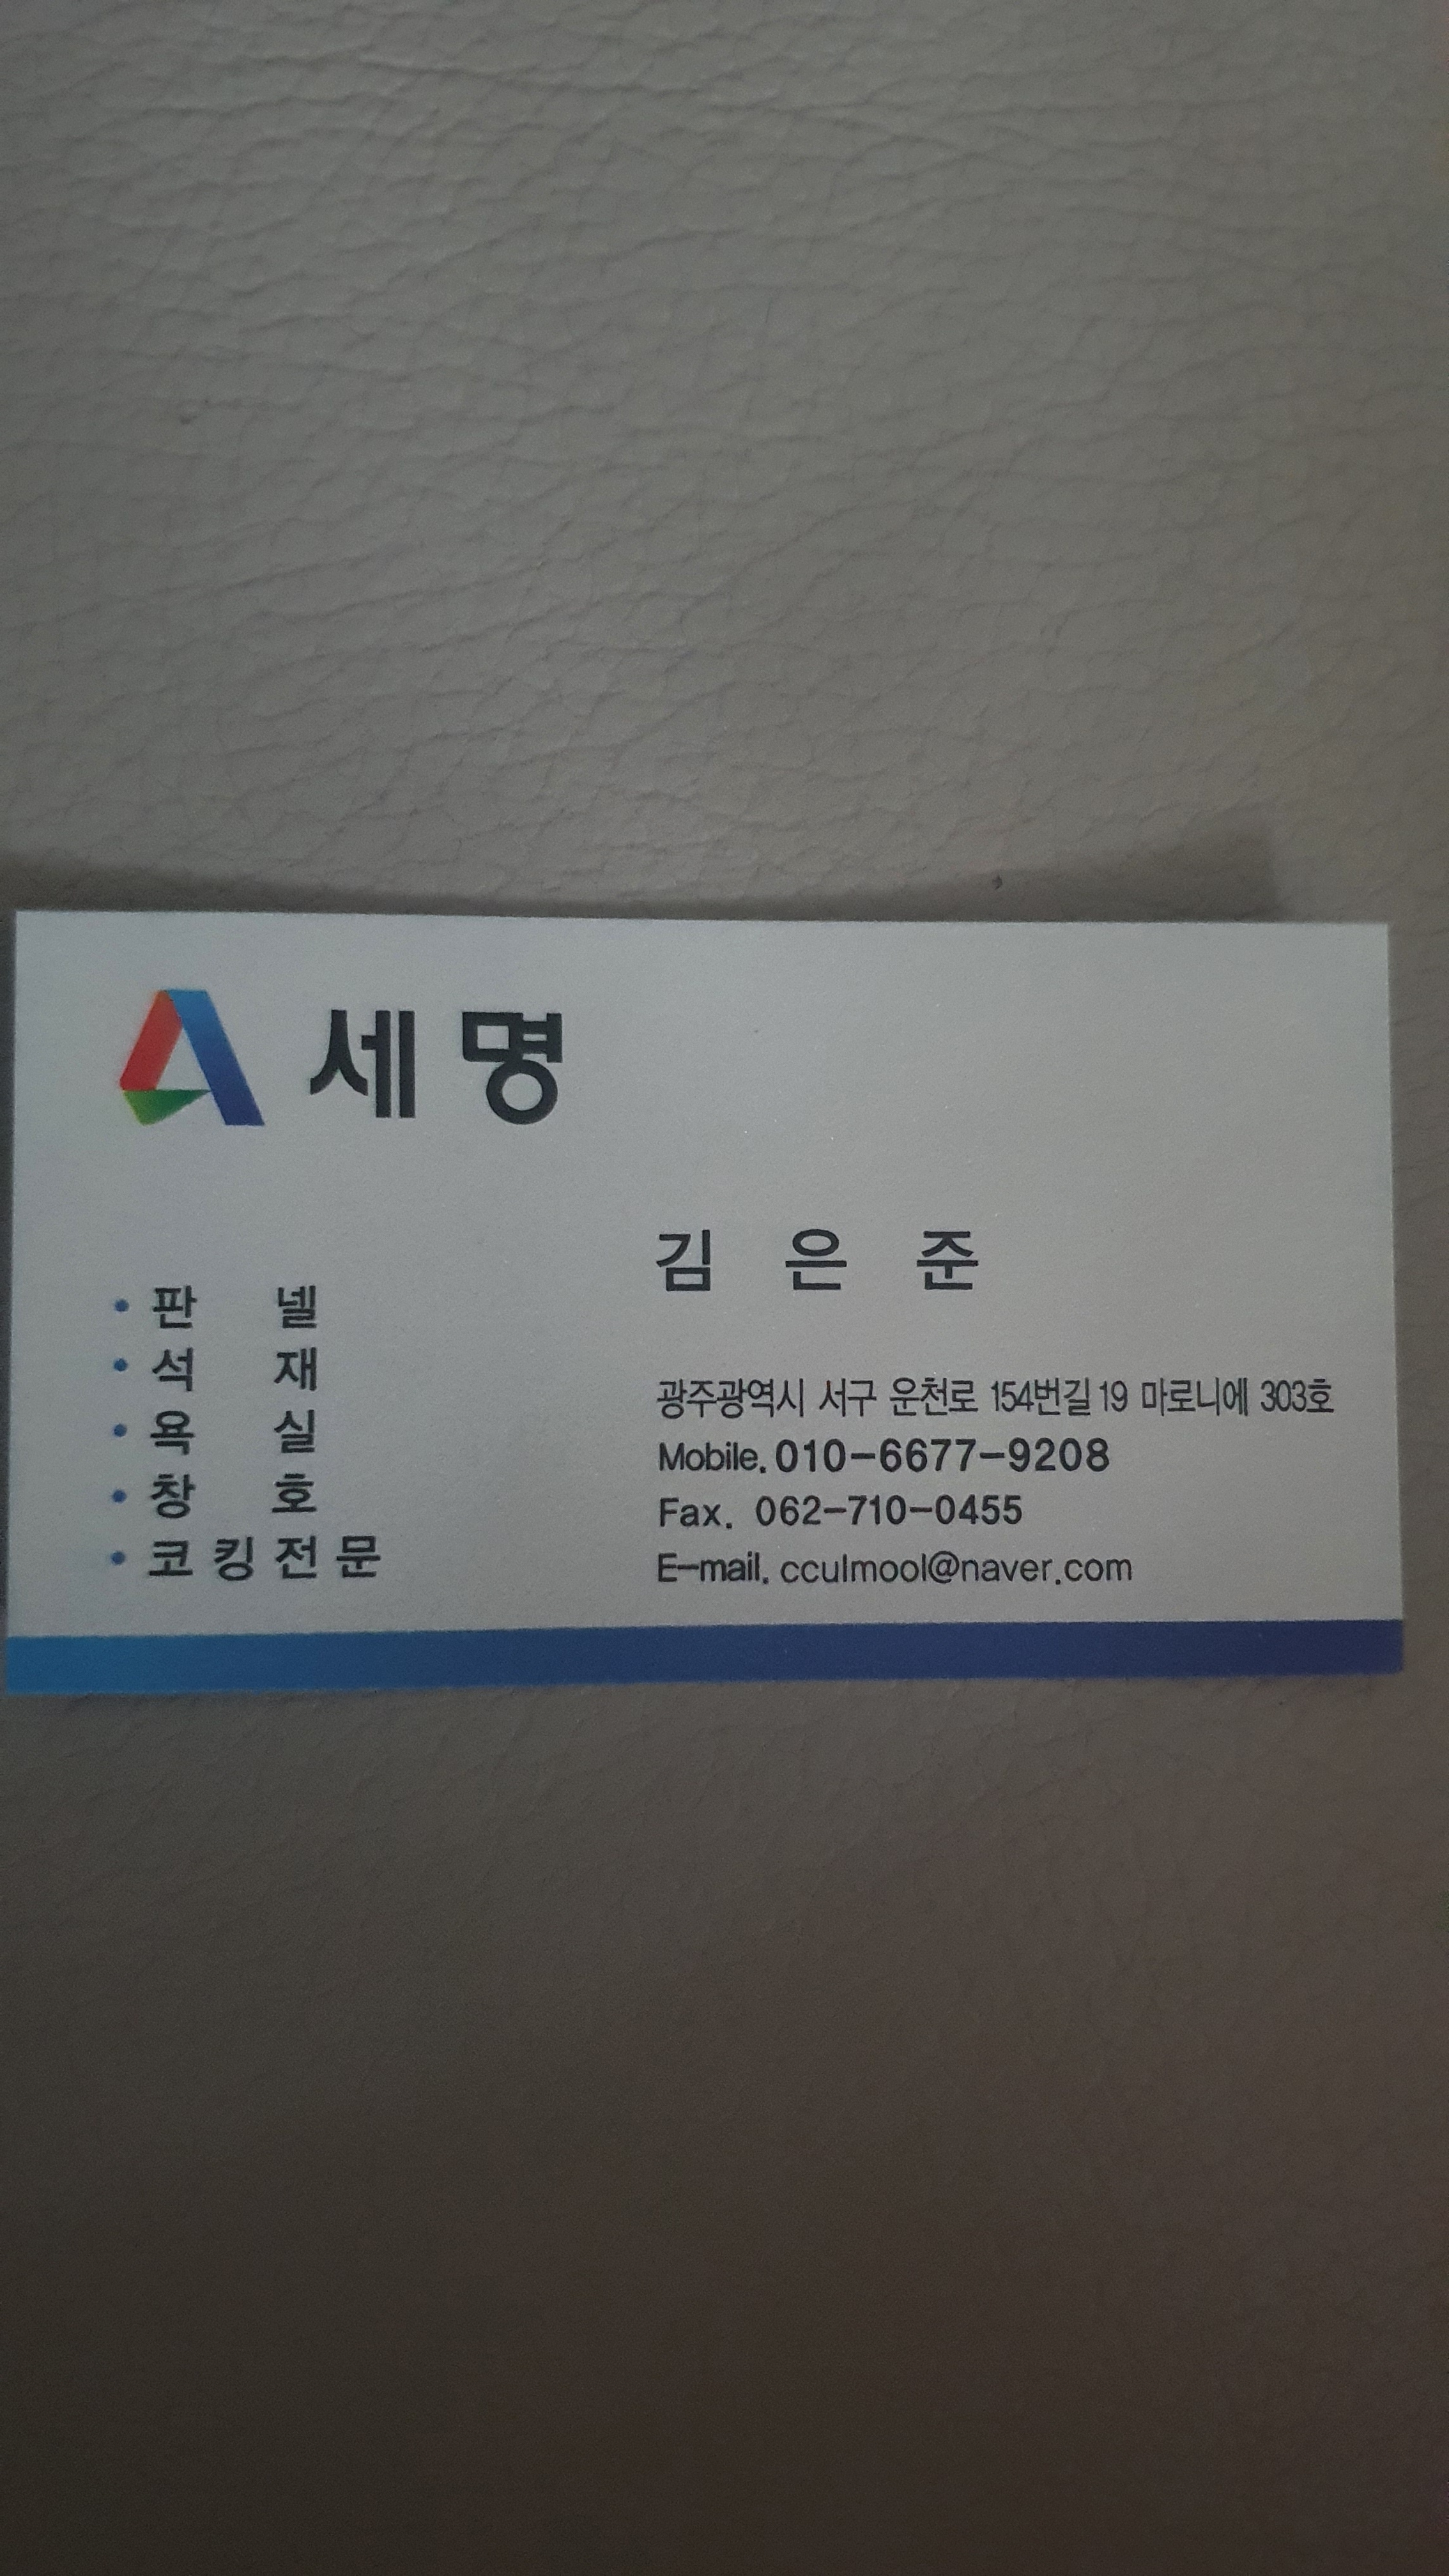 세명
김 은 준
• 판 넬
• 석 재
• 욕 실
• 창 호
• 코킹전문
광주광역시 서구 운천로 154번길 19 마로니에 303호
Mobile. 010-6677-9208
Fax. 062-710-0455
E-mail. cculmool@naver.com